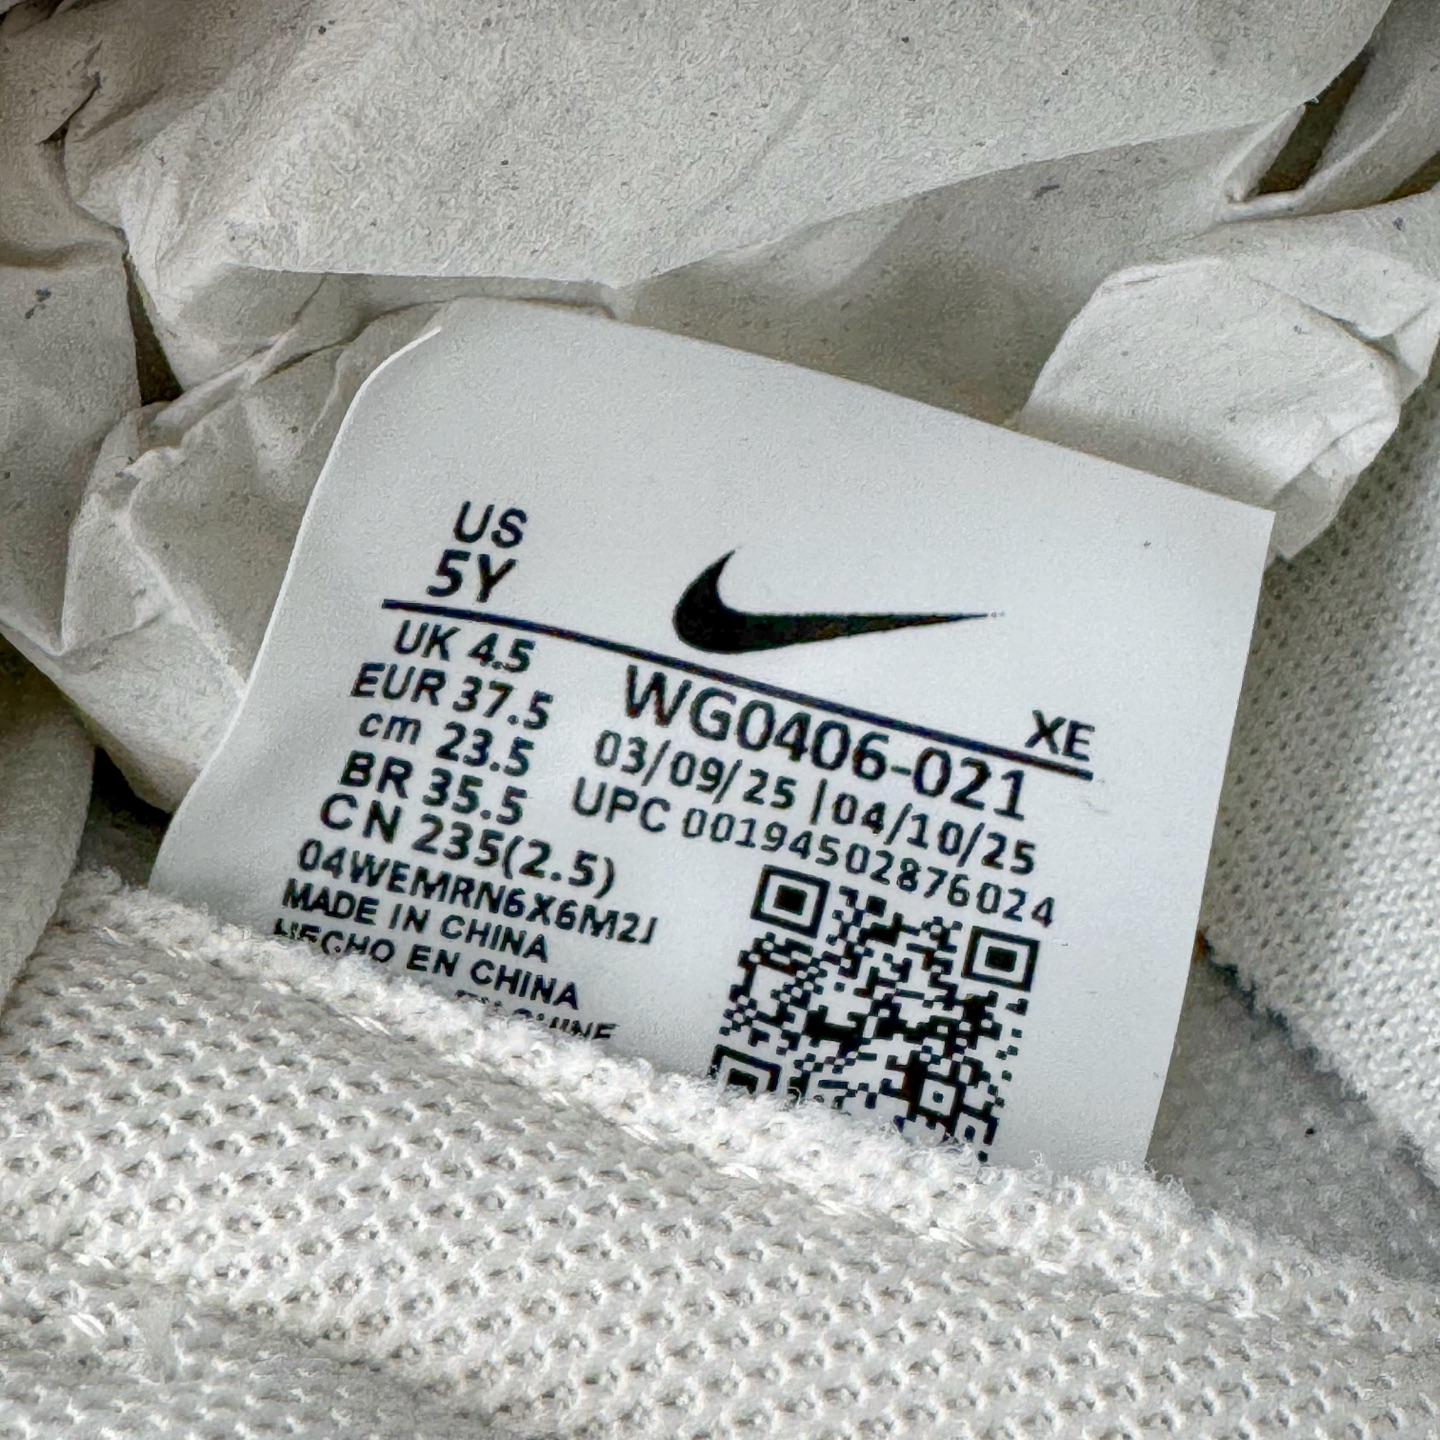 US
5Y
XE
UK 4.5
EUR 37.5
cm 23.5
BR 35.5
CN 235(2.5)
WG0406-021
03/09/25 | 04/10/25
UPC 00194502876024
04WEMRN6X6M2J
MADE IN CHINA
HECHO EN CHINA